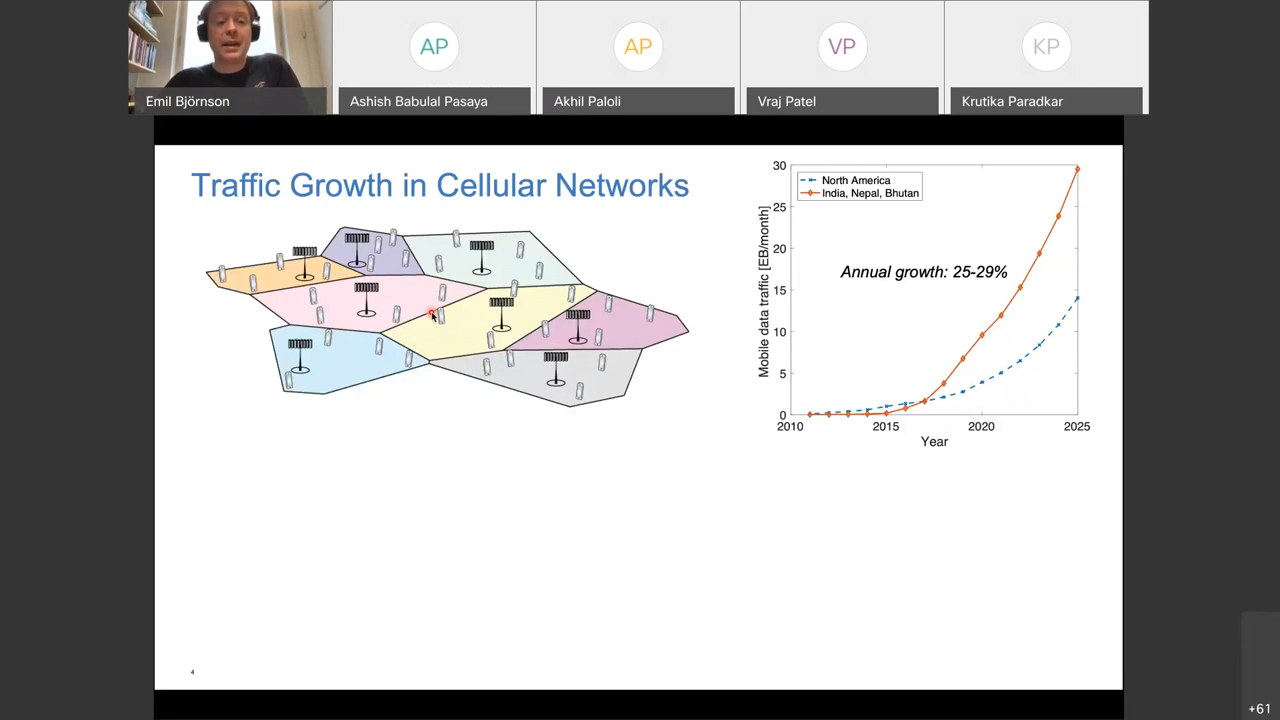 AP
AP
VP
KP
Emil Björnson
Ashish Babulal Pasaya
Akhil Paloli
Vraj Patel
Krutika Paradkar
Traffic Growth in Cellular Networks
30
25
20
15
10
5
0
Mobile data traffic [EB/month]
North America
India, Nepal, Bhutan
Annual growth: 25-29%
2010
2015
2020
2025
Year
4
+61